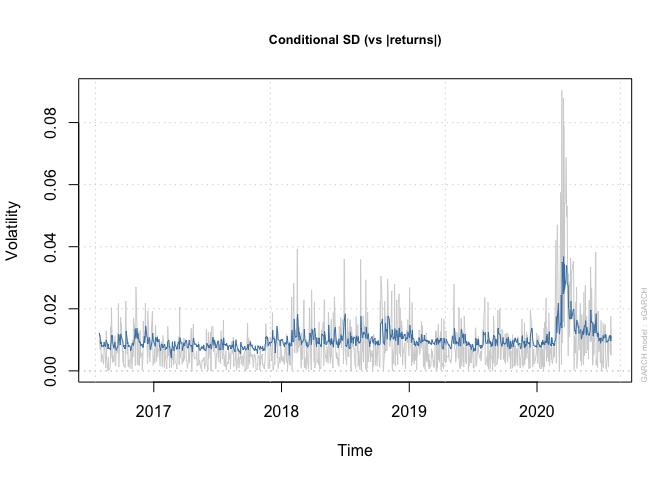 Conditional SD (vs |returns|)
Volatility
0.08
0.06
0.04
0.02
0.00
2017 2018 2019 2020
Time
GARCH model : sGARCH